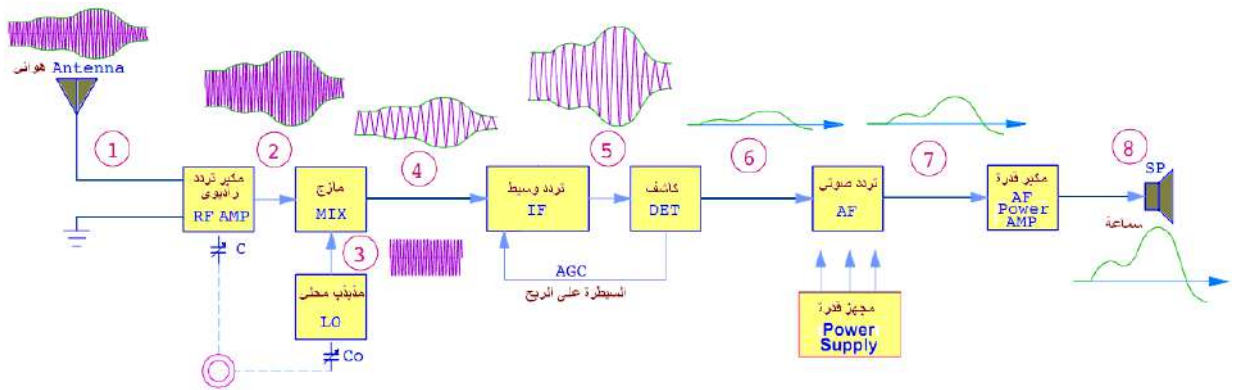 هوائي Antenna
1
2
3
4
5
6
7
8
مكبر تردد
راديوي
RF AMP
C
مازج
MIX
مذبذب محلي
LO
Co
تردد وسيط
IF
كاشف
DET
AGC
السيطرة على الربح
تردد صوتي
AF
مجهز قدرة
Power
Supply
مكبر قدرة
AF
Power
AMP
SP
سماعة